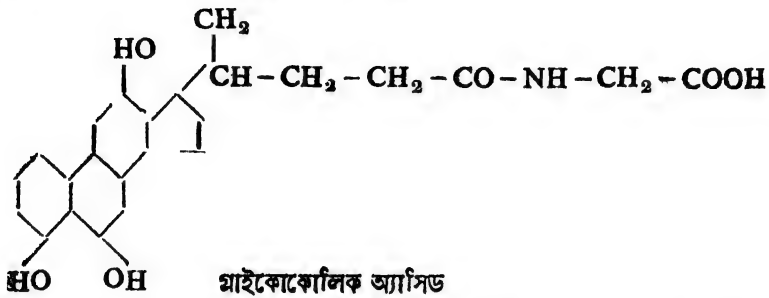 CH₂
HO
CH – CH₂ – CH₂ – CO – NH – CH₂ – COOH
HO OH গ্লাইকোকোলিক অ্যাসিড